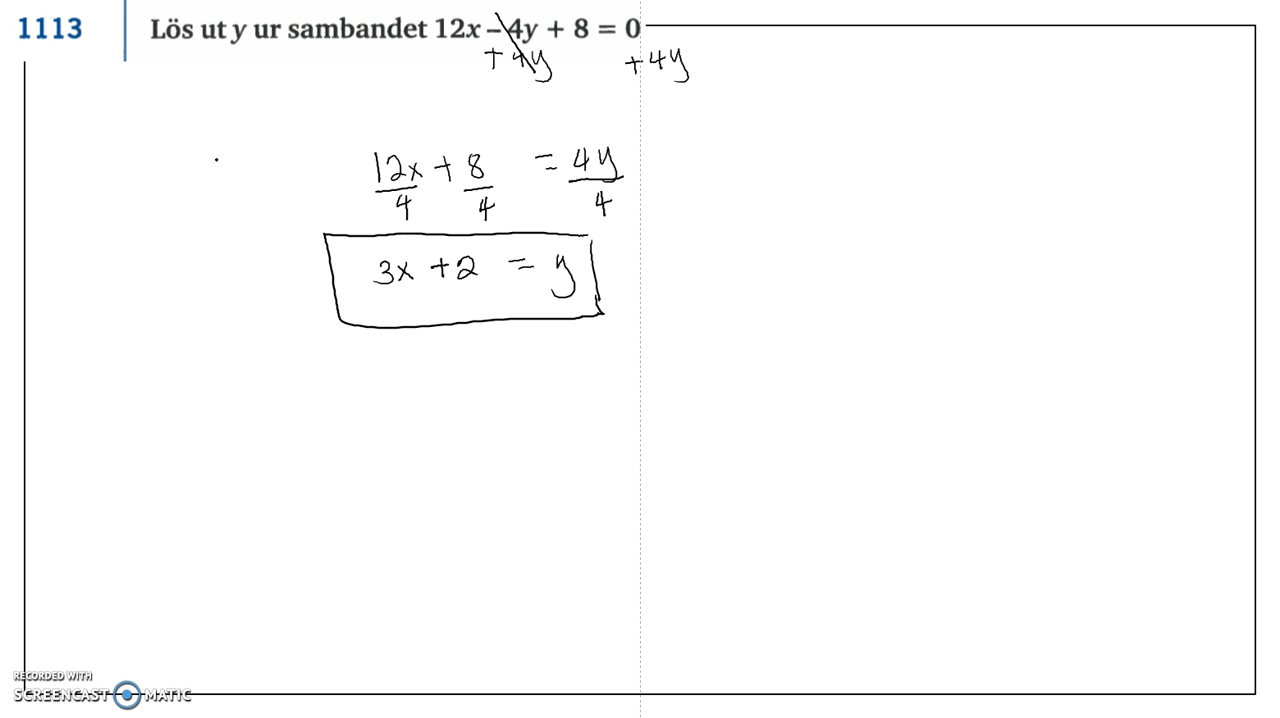 1113 Lös ut y ur sambandet 12x – 4y + 8 = 0
+ 4y +4y
12x + 8 = 4y
4 4 4
3x + 2 = y
RECORDED WITH
SCREENCAST MATIC